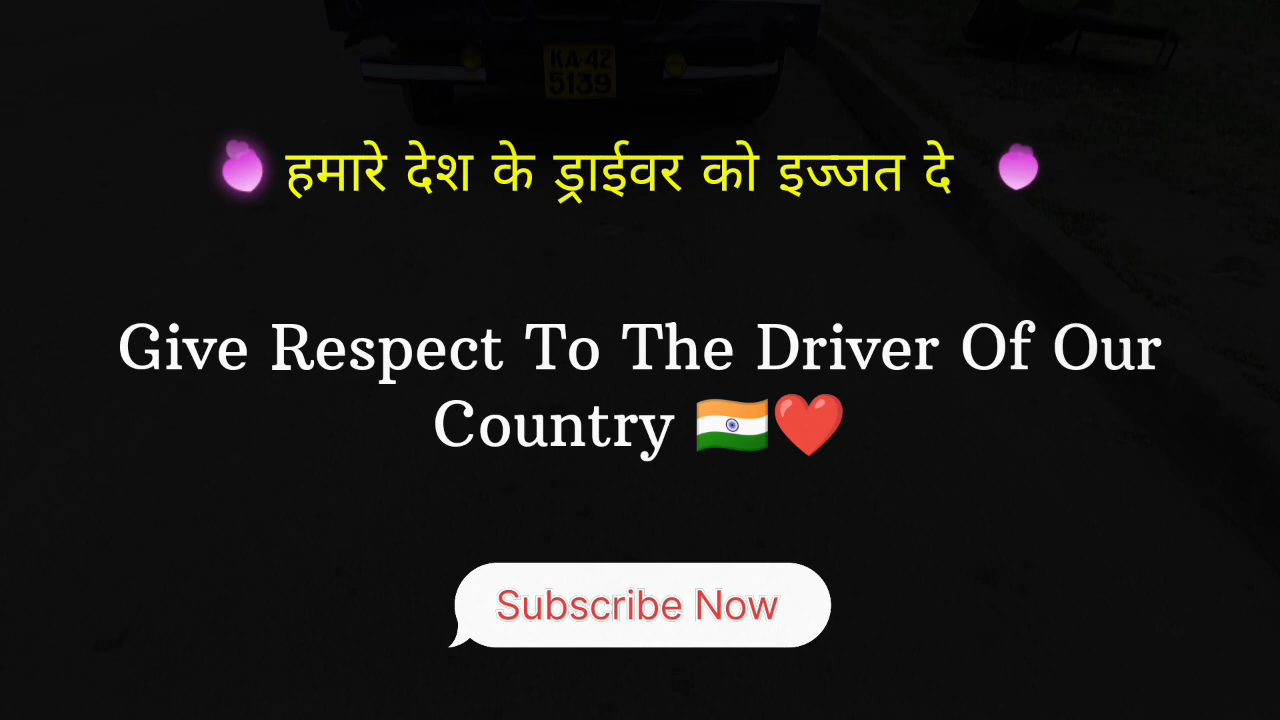 KA-42
5139
हमारे देश के ड्राईवर को इज्जत दे
Give Respect To The Driver Of Our
Country 🇮🇳❤️
Subscribe Now